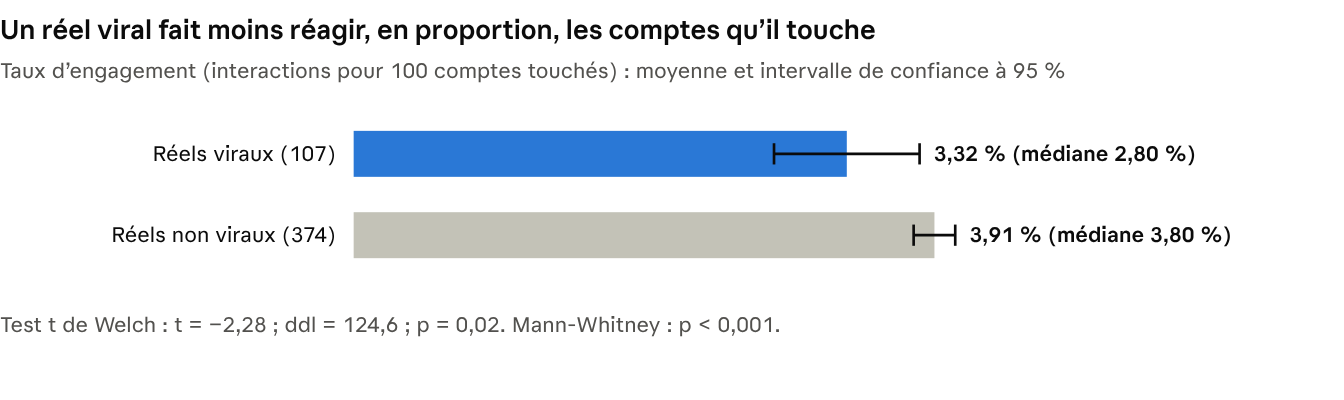 Un réel viral fait moins réagir, en proportion, les comptes qu’il touche
Taux d’engagement (interactions pour 100 comptes touchés) : moyenne et intervalle de confiance à 95 %
Réels viraux (107) 3,32 % (médiane 2,80 %)
Réels non viraux (374) 3,91 % (médiane 3,80 %)
Test t de Welch : t = −2,28 ; ddl = 124,6 ; p = 0,02. Mann-Whitney : p < 0,001.